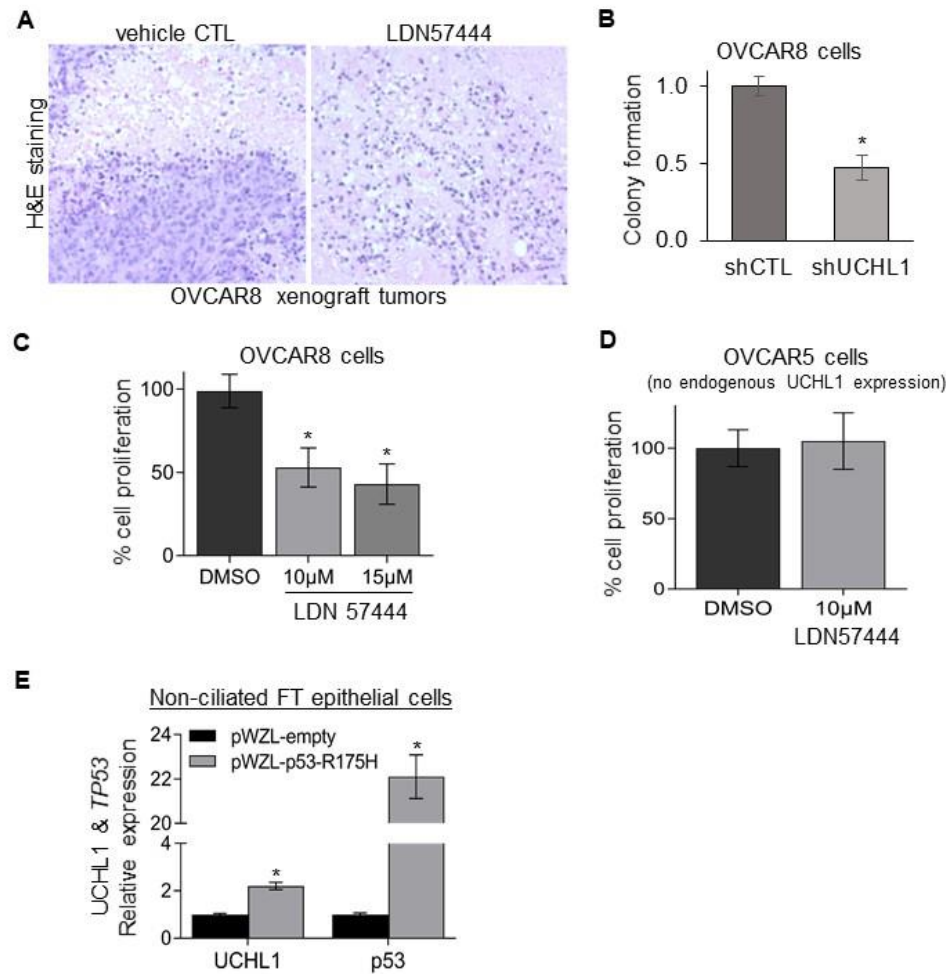 A
vehicle CTL
LDN57444
H&E staining
OVCAR8 xenograft tumors
B
OVCAR8 cells
Colony formation
1.0
0.5
0.0
*
shCTL
shUCHL1
C
OVCAR8 cells
% cell proliferation
100
50
0
*
*
DMSO
10µM
15µM
LDN 57444
D
OVCAR5 cells
(no endogenous UCHL1 expression)
% cell proliferation
100
50
0
DMSO
10µM
LDN57444
E
Non-ciliated FT epithelial cells
UCHL1 & TP53
Relative expression
pWZL-empty
pWZL-p53-R175H
24
22
20
4
2
0
*
*
UCHL1
p53